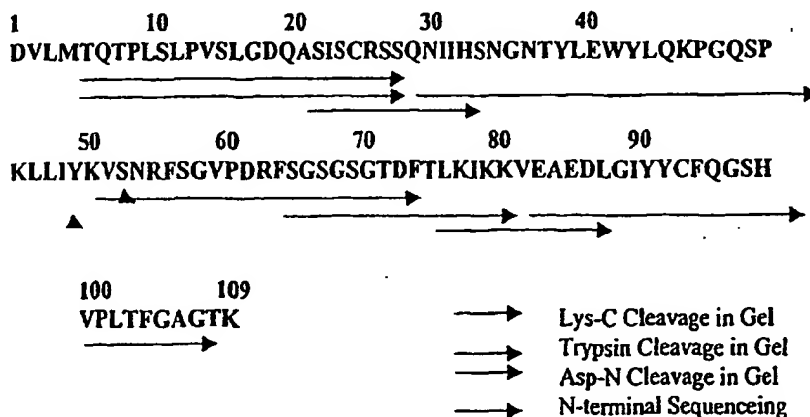 1 10 20 30 40
DVLMTQTPLSLPVSLGDQASISCRSSQNIIHSNGNTYLEWYLQKPGQSP
50 60 70 80 90
KLLIYKVSNRFSGVPDRFSGSGSGTDFTLKIKKVEAEDLGIYYCFQGSH
100 109
VPLTFGAGTK
Lys-C Cleavage in Gel
Trypsin Cleavage in Gel
Asp-N Cleavage in Gel
N-terminal Sequenceing